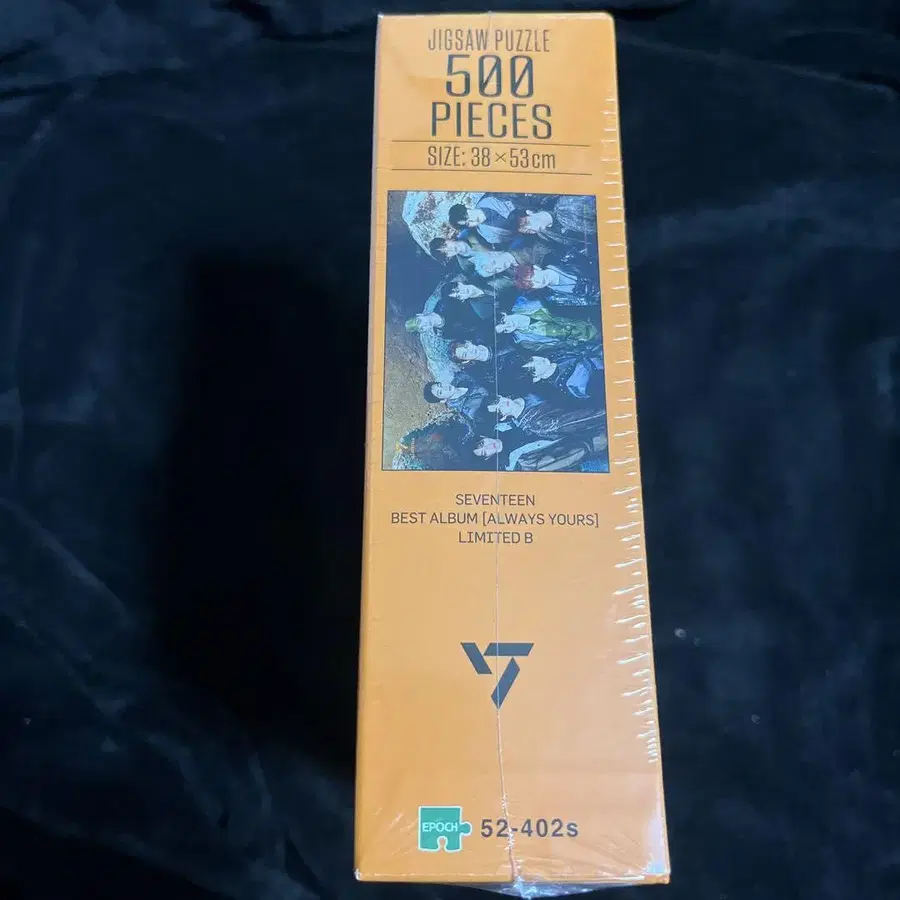 JIGSAW PUZZLE
500
PIECES
SIZE: 38×53cm
SEVENTEEN
BEST ALBUM [ALWAYS YOURS]
LIMITED B
EPOCH 52-402s